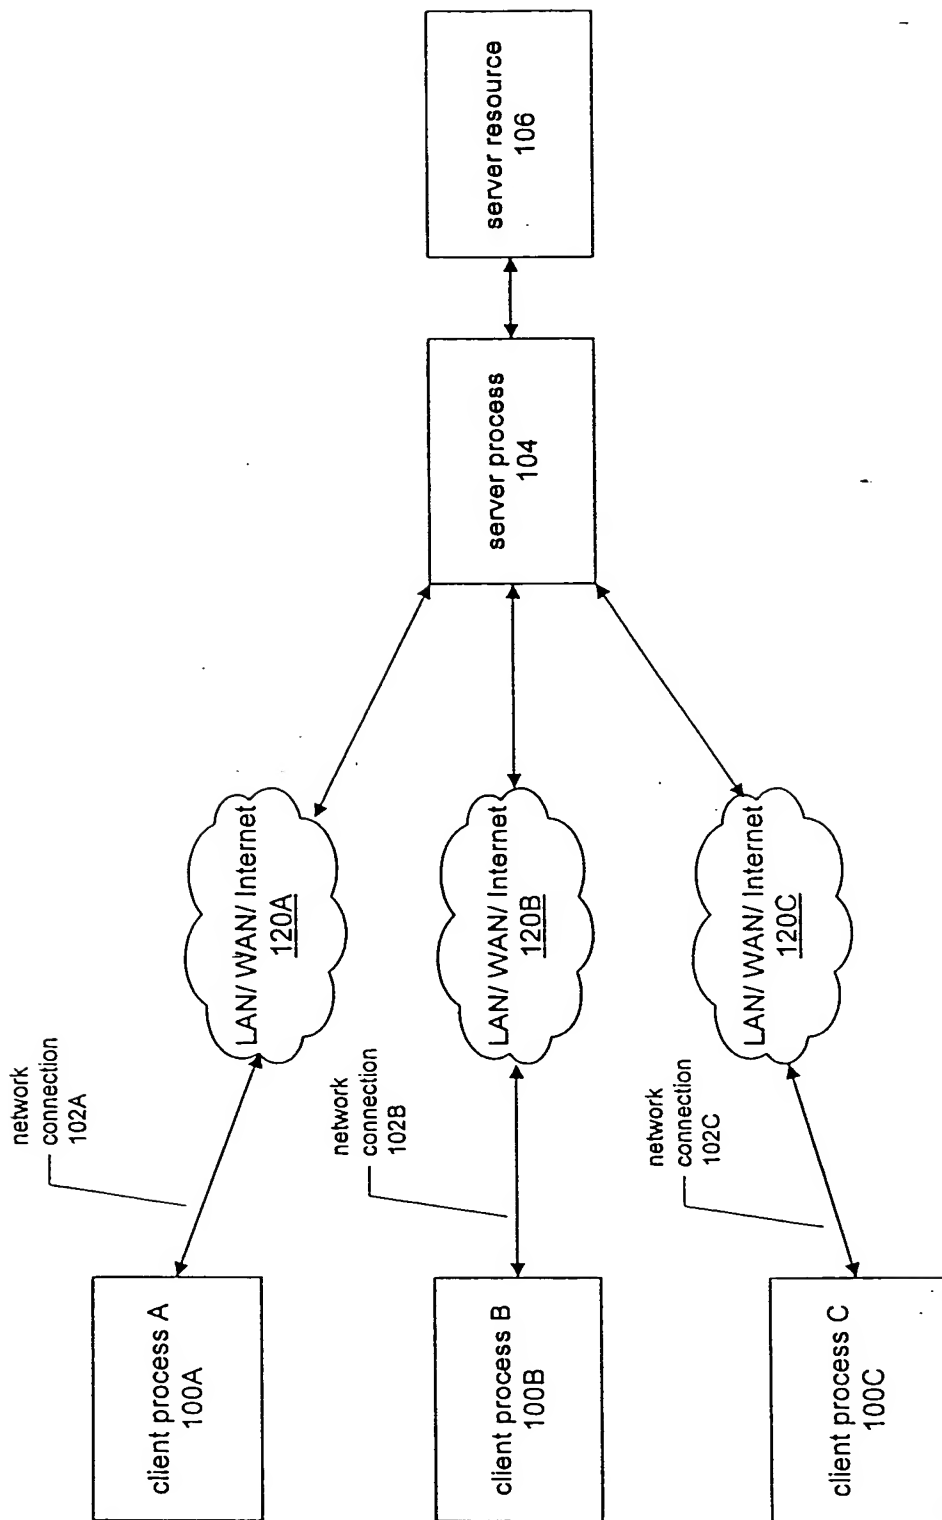 client process A
100A
network
connection
102A
LAN/ WAN/ Internet
120A
client process B
100B
network
connection
102B
LAN/ WAN/ Internet
120B
client process C
100C
network
connection
102C
LAN/ WAN/ Internet
120C
server process
104
server resource
106